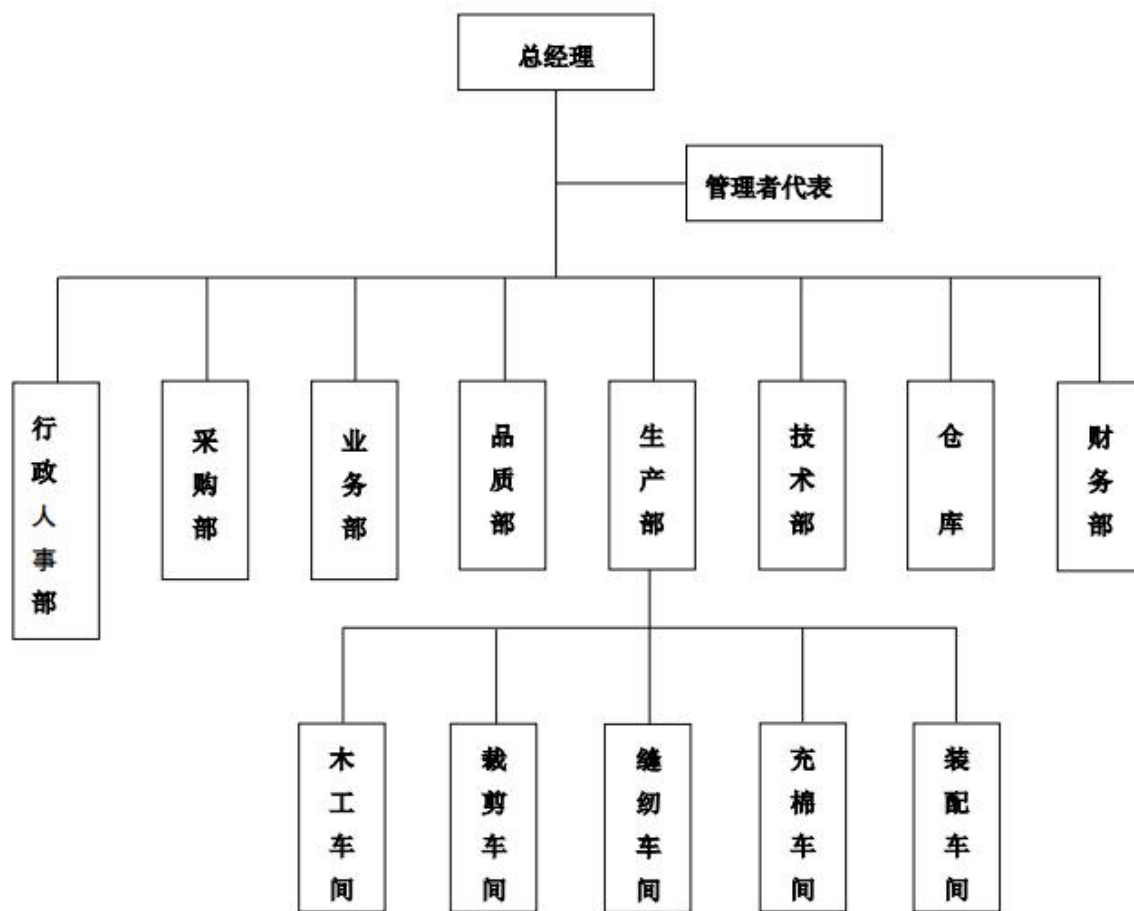 总经理
管理者代表
行政人事部
采购部
业务部
品质部
生产部
技术部
仓库
财务部
木工车间
裁剪车间
缝纫车间
充棉车间
装配车间